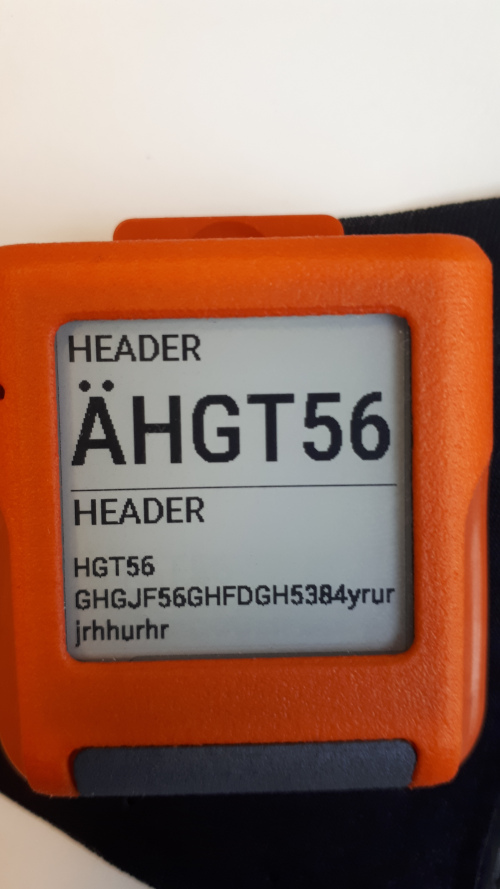 HEADER
ÄHGT56
HEADER
HGT56
GHGJF56GHFDGH5384yrur
jrhhurhr